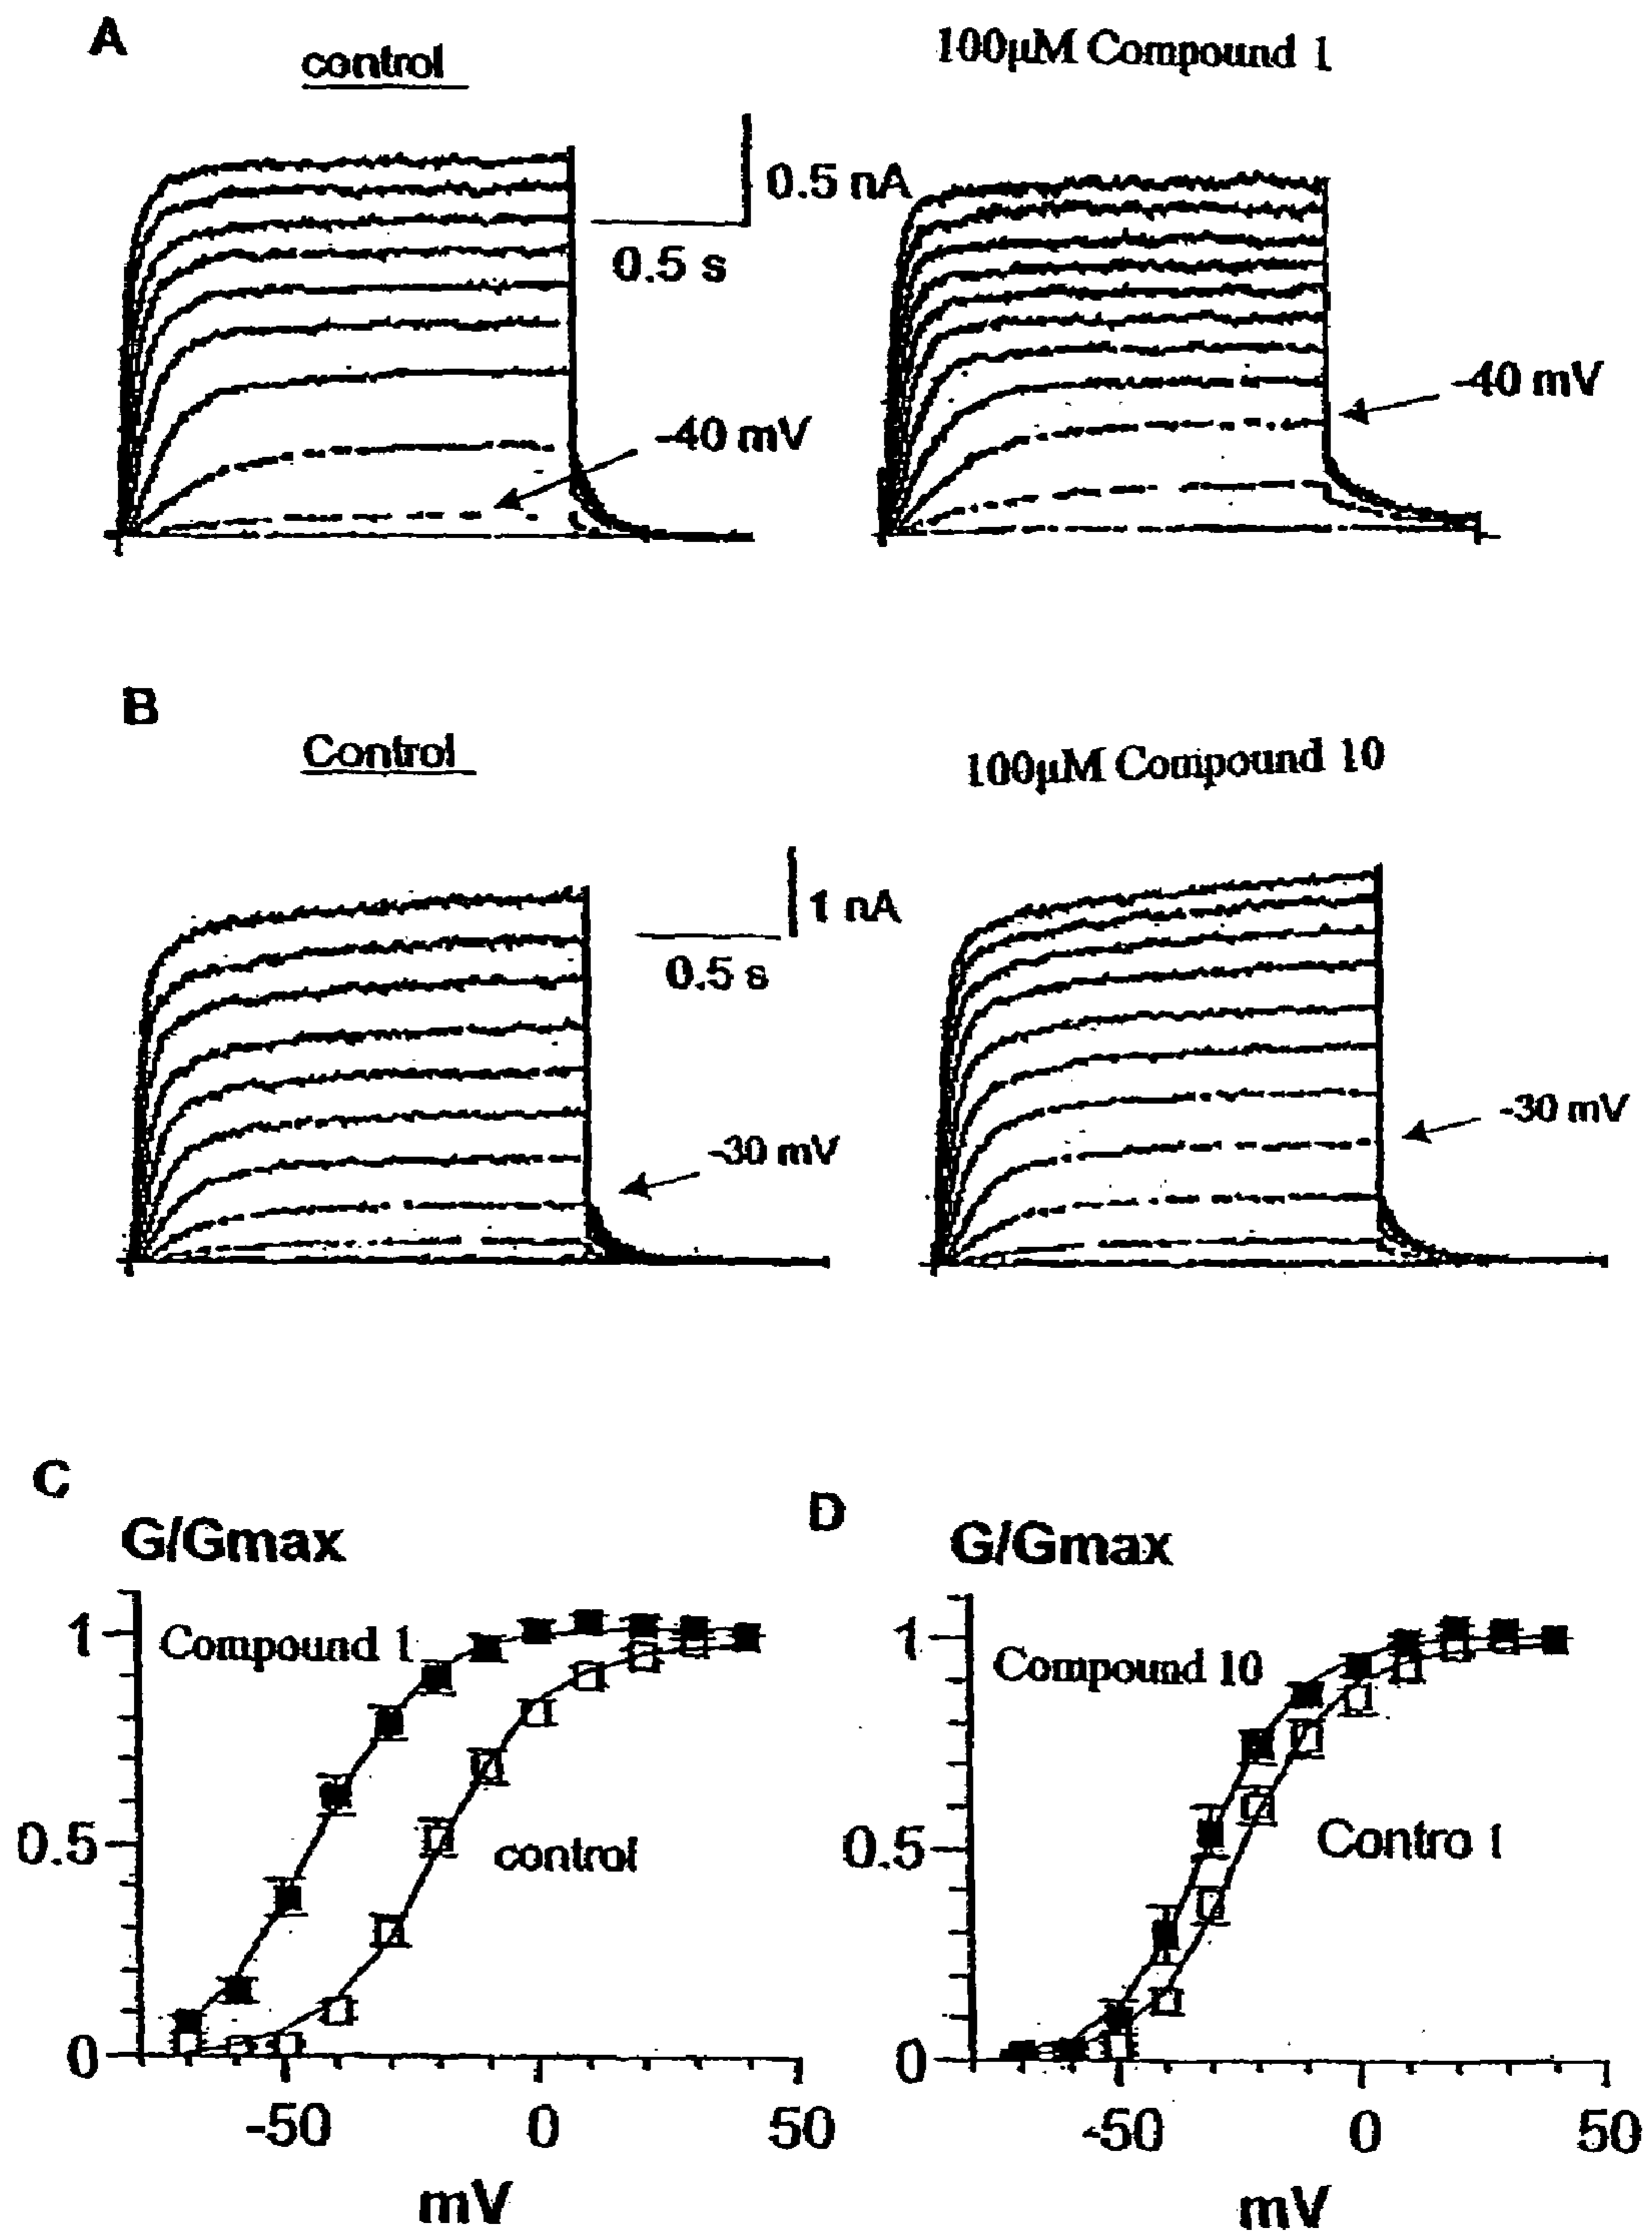 A
control
100μM Compound 1
0.5 nA
0.5 s
-40 mV
-40 mV
B
Control
100μM Compound 10
1 nA
0.5 s
-30 mV
-30 mV
C
G/Gmax
1
Compound 1
0.5
control
0
-50 0 50
mV
D
G/Gmax
1
Compound 10
0.5
Contro l
0
-50 0 50
mV